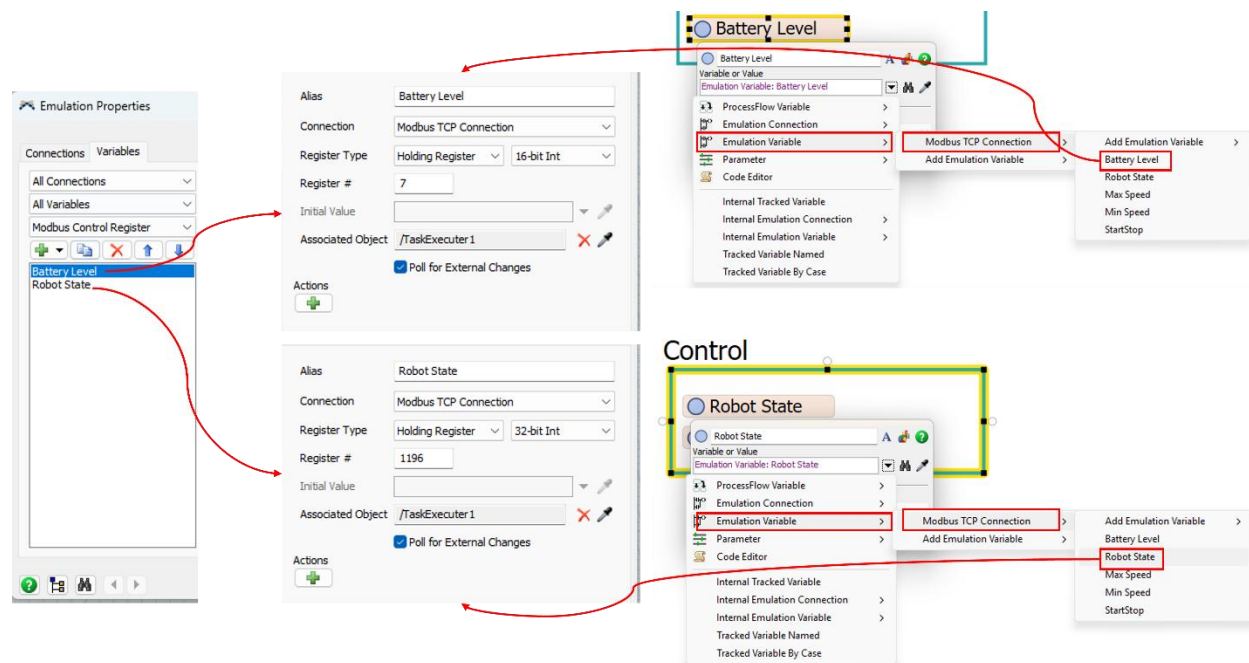 Emulation Properties
Connections Variables
All Connections
All Variables
Modbus Control Register
Battery Level
Robot State
Alias Battery Level
Connection Modbus TCP Connection
Register Type Holding Register 16-bit Int
Register # 7
Initial Value
Associated Object /TaskExecuter1
Poll for External Changes
Actions
Battery Level
Battery Level
Variable or Value
Emulation Variable: Battery Level
ProcessFlow Variable
Emulation Connection
Emulation Variable
Parameter
Code Editor
Internal Tracked Variable
Internal Emulation Connection
Internal Emulation Variable
Tracked Variable Named
Tracked Variable By Case
Modbus TCP Connection
Add Emulation Variable
Add Emulation Variable
Battery Level
Robot State
Max Speed
Min Speed
StartStop
Alias Robot State
Connection Modbus TCP Connection
Register Type Holding Register 32-bit Int
Register # 1196
Initial Value
Associated Object /TaskExecuter1
Poll for External Changes
Actions
Control
Robot State
Robot State
Variable or Value
Emulation Variable: Robot State
ProcessFlow Variable
Emulation Connection
Emulation Variable
Parameter
Code Editor
Internal Tracked Variable
Internal Emulation Connection
Internal Emulation Variable
Tracked Variable Named
Tracked Variable By Case
Modbus TCP Connection
Add Emulation Variable
Add Emulation Variable
Battery Level
Robot State
Max Speed
Min Speed
StartStop